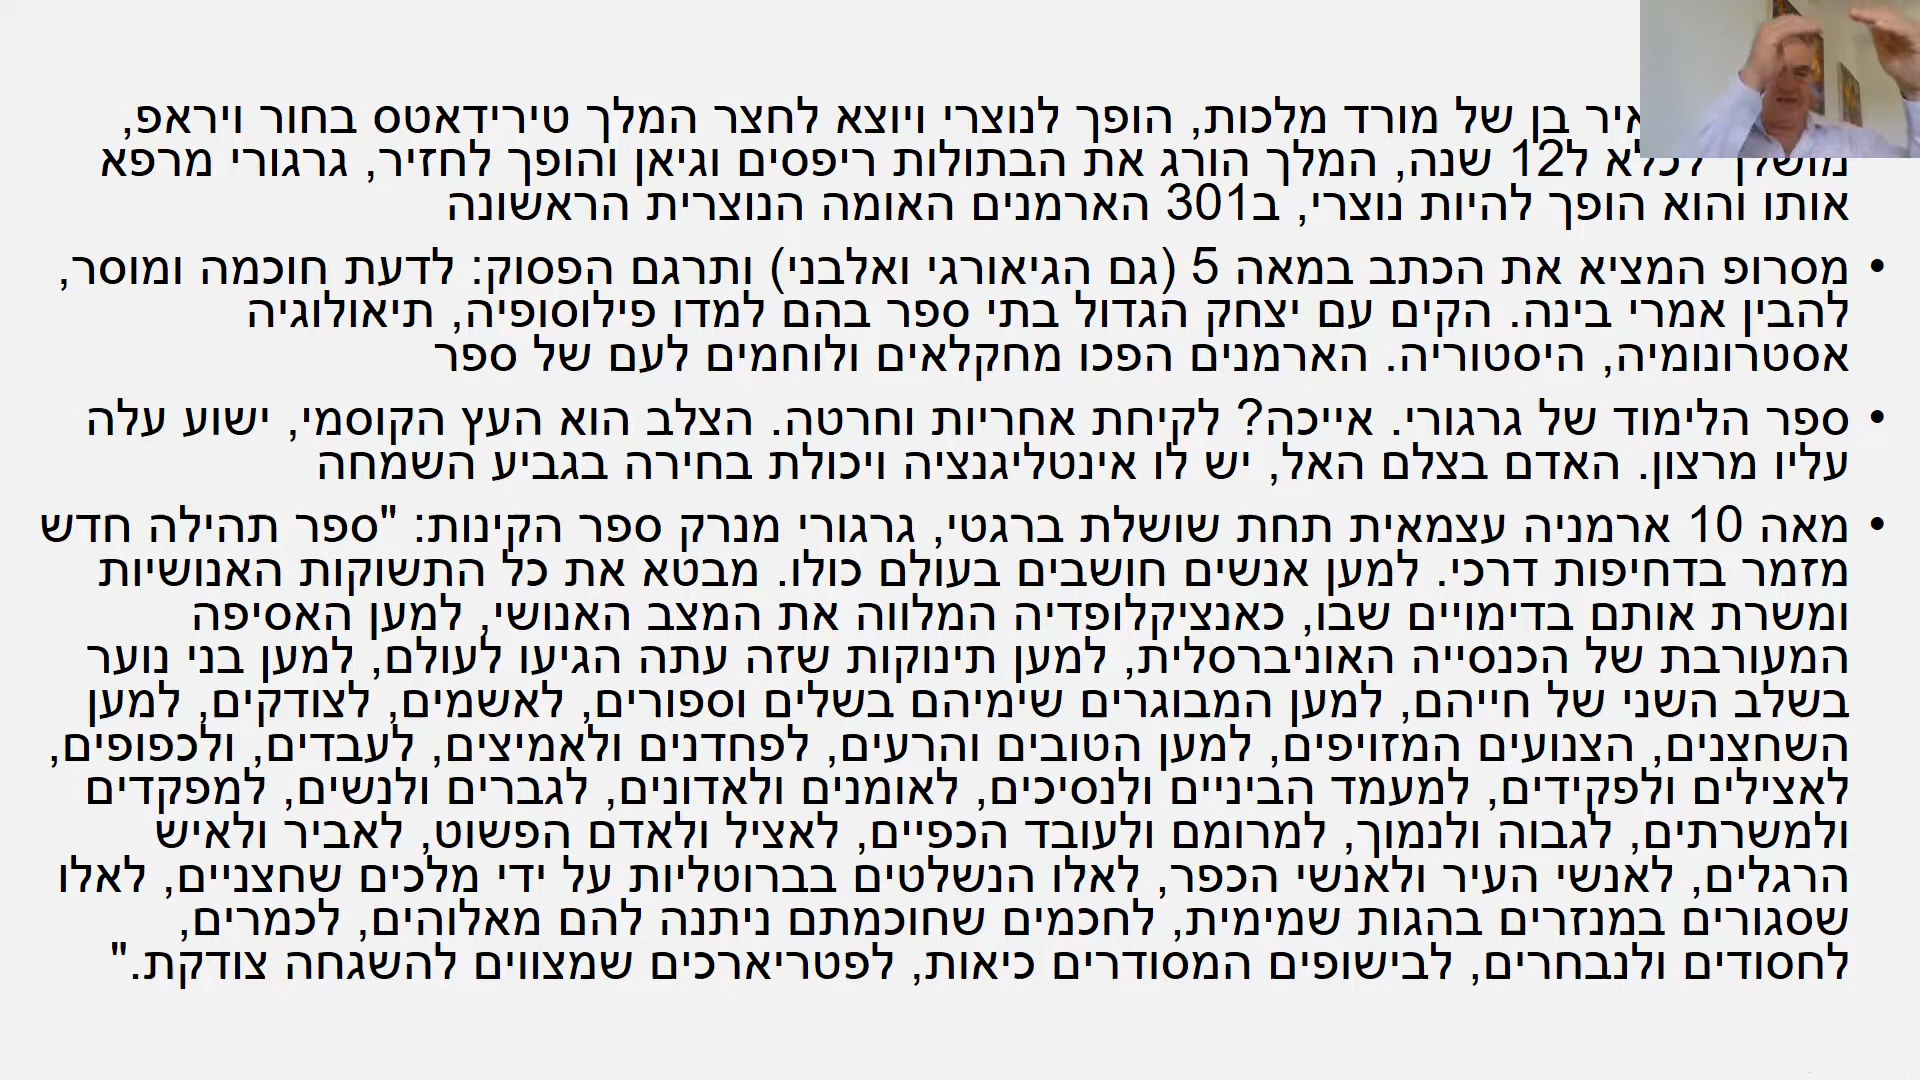 בן של מורד מלכות, הופך לנוצרי ויוצא לחצר המלך טירידאטס בחור ויראפ,
מושלך לכלא ל12 שנה, המלך הורג את הבתולות ריפסים וגיאן והופך לחזיר, גרגורי מרפא
אותו והוא הופך להיות נוצרי, ב301 הארמנים האומה הנוצרית הראשונה
• מסרופ המציא את הכתב במאה 5 (גם הגיאורגי ואלבני) ותרגם הפסוק: לדעת חוכמה ומוסר,
להבין אמרי בינה. הקים עם יצחק הגדול בתי ספר בהם למדו פילוסופיה, תיאולוגיה
אסטרונומיה, היסטוריה. הארמנים הפכו מחקלאים ולוחמים לעם של ספר
• ספר הלימוד של גרגורי. אייכה? לקיחת אחריות וחרטה. הצלב הוא העץ הקוסמי, ישוע עלה
עליו מרצון. האדם בצלם האל, יש לו אינטליגנציה ויכולת בחירה בגביע השמחה
• מאה 10 ארמניה עצמאית תחת שושלת ברגטי, גרגורי מנרק ספר הקינות: "ספר תהילה חדש
מזמר בדחיפות דרכי. למען אנשים חושבים בעולם כולו. מבטא את כל התשוקות האנושיות
ומשרת אותם בדימויים שבו, כאנציקלופדיה המלווה את המצב האנושי, למען האסיפה
המעורבת של הכנסייה האוניברסלית, למען תינוקות שזה עתה הגיעו לעולם, למען בני נוער
בשלב השני של חייהם, למען המבוגרים שימיהם בשלים וספורים, לאשמים, לצודקים, למען
השחצנים, הצנועים המזויפים, למען הטובים והרעים, לפחדנים ולאמיצים, לעבדים, ולכפופים,
לאצילים ולפקידים, למעמד הביניים ולנסיכים, לאומנים ולאדונים, לגברים ולנשים, למפקדים
ולמשרתים, לגבוה ולנמוך, למרומם ולעובד הכפיים, לאציל ולאדם הפשוט, לאביר ולאיש
הרגלים, לאנשי העיר ולאנשי הכפר, לאלו הנשלטים בברוטליות על ידי מלכים שחצניים, לאלו
שסגורים במנזרים בהגות שמימית, לחכמים שחוכמתם ניתנה להם מאלוהים, לכמרים,
לחסודים ולנבחרים, לבישופים המסודרים כיאות, לפטריארכים שמצווים להשגחה צודקת."